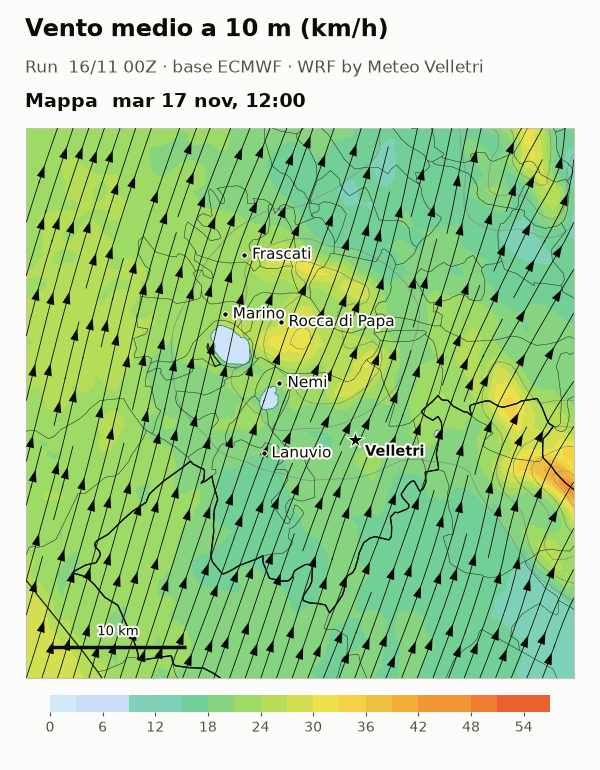 Vento medio a 10 m (km/h)
Run  16/11 00Z · base ECMWF · WRF by Meteo Velletri
Mappa  mar 17 nov, 12:00
Frascati
Marino
Rocca di Papa
Nemi
Velletri
Lanuvio
10 km
0 6 12 18 24 30 36 42 48 54